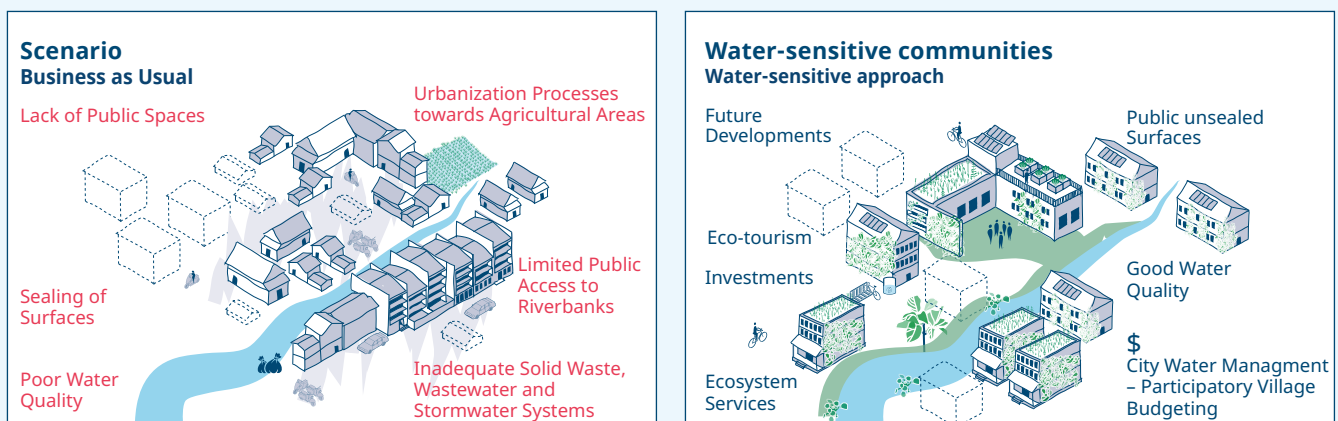 Scenario
Business as Usual
Lack of Public Spaces
Urbanization Processes
towards Agricultural Areas
Limited Public
Access to
Riverbanks
Sealing of
Surfaces
Poor Water
Quality
Inadequate Solid Waste,
Wastewater and
Stormwater Systems
Water-sensitive communities
Water-sensitive approach
Future
Developments
Public unsealed
Surfaces
Eco-tourism
Investments
Good Water
Quality
Ecosystem
Services
$
City Water Managment
– Participatory Village
Budgeting